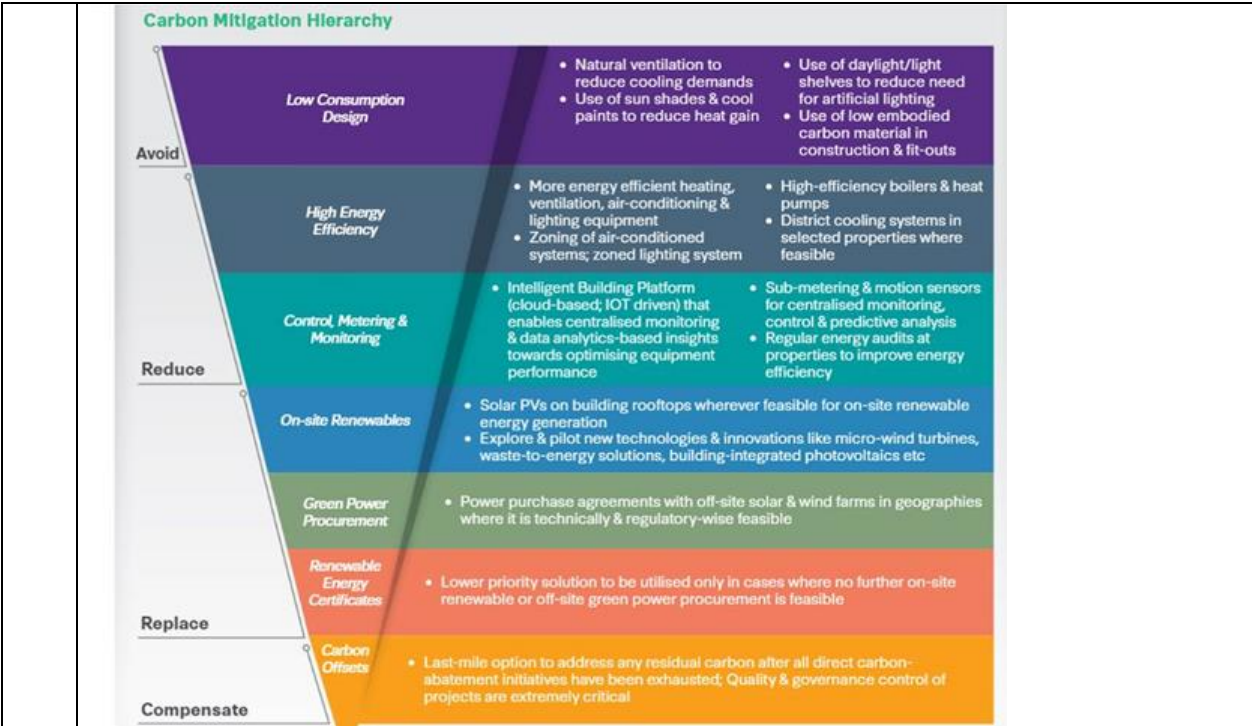 Carbon Mitigation Hierarchy
Avoid
Low Consumption
Design
• Natural ventilation to
reduce cooling demands
• Use of sun shades & cool
paints to reduce heat gain
• Use of daylight/light
shelves to reduce need
for artificial lighting
• Use of low embodied
carbon material in
construction & fit-outs
Reduce
High Energy
Efficiency
• More energy efficient heating,
ventilation, air-conditioning &
lighting equipment
• Zoning of air-conditioned
systems; zoned lighting system
• High-efficiency boilers & heat
pumps
• District cooling systems in
selected properties where
feasible
Control, Metering &
Monitoring
• Intelligent Building Platform
(cloud-based; IOT driven) that
enables centralised monitoring
& data analytics-based insights
towards optimising equipment
performance
• Sub-metering & motion sensors
for centralised monitoring,
control & predictive analysis
• Regular energy audits at
properties to improve energy
efficiency
Replace
On-site Renewables
• Solar PVs on building rooftops wherever feasible for on-site renewable
energy generation
• Explore & pilot new technologies & innovations like micro-wind turbines,
waste-to-energy solutions, building-integrated photovoltaics etc
Green Power
Procurement
• Power purchase agreements with off-site solar & wind farms in geographies
where it is technically & regulatory-wise feasible
Renewable
Energy
Certificates
• Lower priority solution to be utilised only in cases where no further on-site
renewable or off-site green power procurement is feasible
Compensate
Carbon
Offsets
• Last-mile option to address any residual carbon after all direct carbon-
abatement initiatives have been exhausted; Quality & governance control of
projects are extremely critical